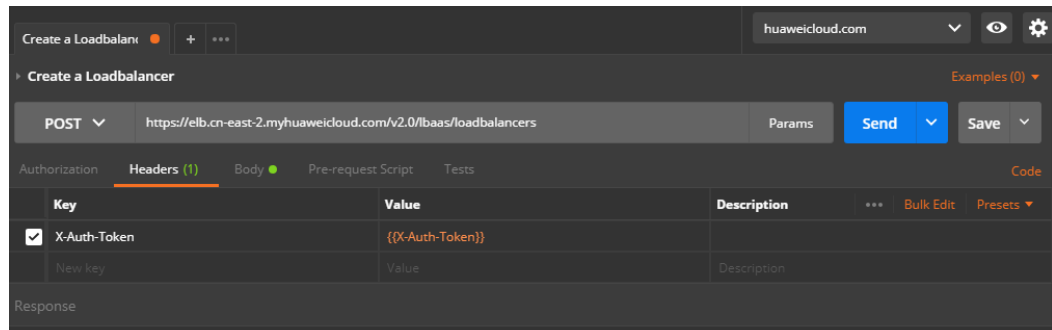 Create a Loadbalanc + ••• huaweicloud.com
Create a Loadbalancer Examples (0)
POST https://elb.cn-east-2.myhuaweicloud.com/v2.0/lbaas/loadbalancers Params Send Save
Authorization Headers (1) Body Pre-request Script Tests Code
Key Value Description ••• Bulk Edit Presets
X-Auth-Token {{X-Auth-Token}}
New key Value Description
Response